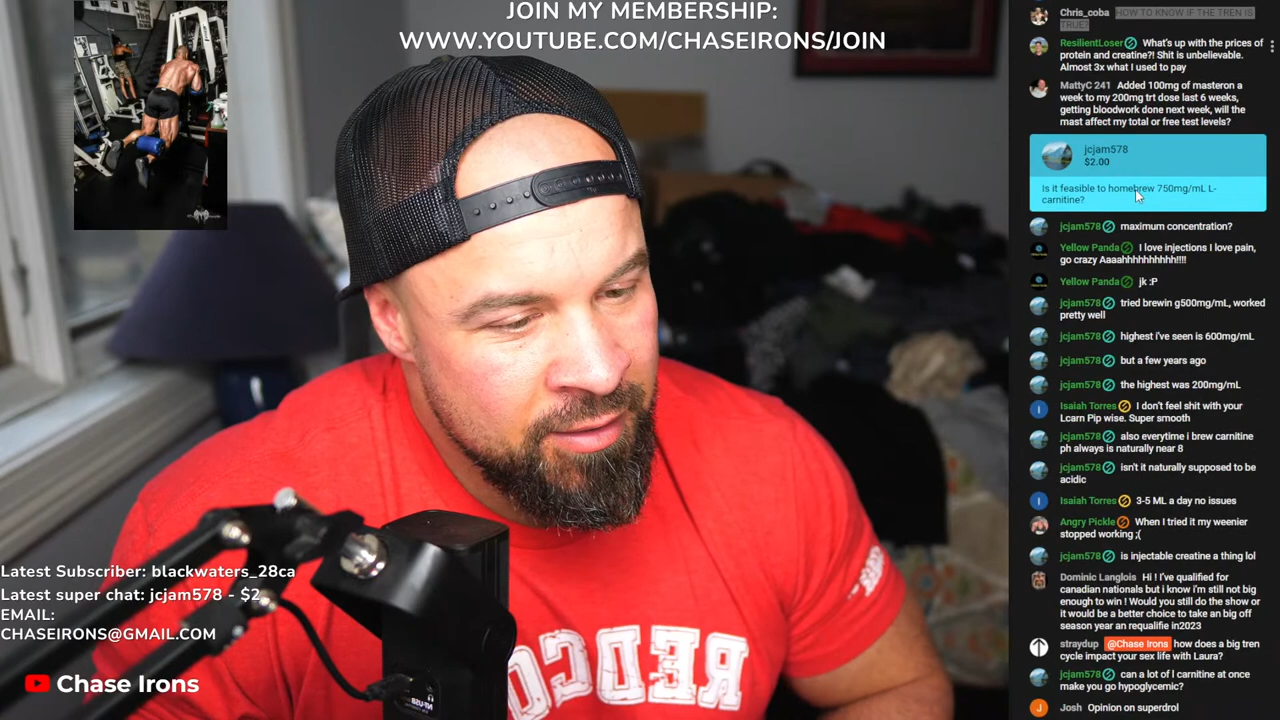 JOIN MY MEMBERSHIP:
WWW.YOUTUBE.COM/CHASEIRONS/JOIN
Chris_coba HOW TO KNOW IF THE TREN IS
TRUE?
ResilientLoser What's up with the prices of
protein and creatine?! Shit is unbelievable.
Almost 3x what I used to pay
MattyC 241 Added 100mg of masteron a
week to my 200mg trt dose last 6 weeks,
getting bloodwork done next week, will the
mast affect my total or free test levels?
jcjam578
$2.00
Is it feasible to homebrew 750mg/mL L-
carnitine?
jcjam578 maximum concentration?
Yellow Panda I love injections I love pain,
go crazy Aaaahhhhhhhhhh!!!!
Yellow Panda jk :P
jcjam578 tried brewin g500mg/mL, worked
pretty well
jcjam578 highest i've seen is 600mg/mL
jcjam578 but a few years ago
jcjam578 the highest was 200mg/mL
I Isaiah Torres I don't feel shit with your
Lcarn Pip wise. Super smooth
jcjam578 also everytime i brew carnitine
ph always is naturally near 8
jcjam578 isn't it naturally supposed to be
acidic
I Isaiah Torres 3-5 ML a day no issues
Angry Pickle When I tried it my weenier
stopped working ;(
jcjam578 is injectable creatine a thing lol
Dominic Langlois Hi ! I've qualified for
canadian nationals but i know i'm still not big
enough to win ! Would you still do the show or
it would be a better choice to take an big off
season year an requalifie in2023
straydup @Chase Irons how does a big tren
cycle impact your sex life with Laura?
jcjam578 can a lot of l carnitine at once
make you go hypoglycemic?
J Josh Opinion on superdrol
Latest Subscriber: blackwaters_28ca
Latest super chat: jcjam578 - $2
EMAIL:
CHASEIRONS@GMAIL.COM
Chase Irons
REDCO